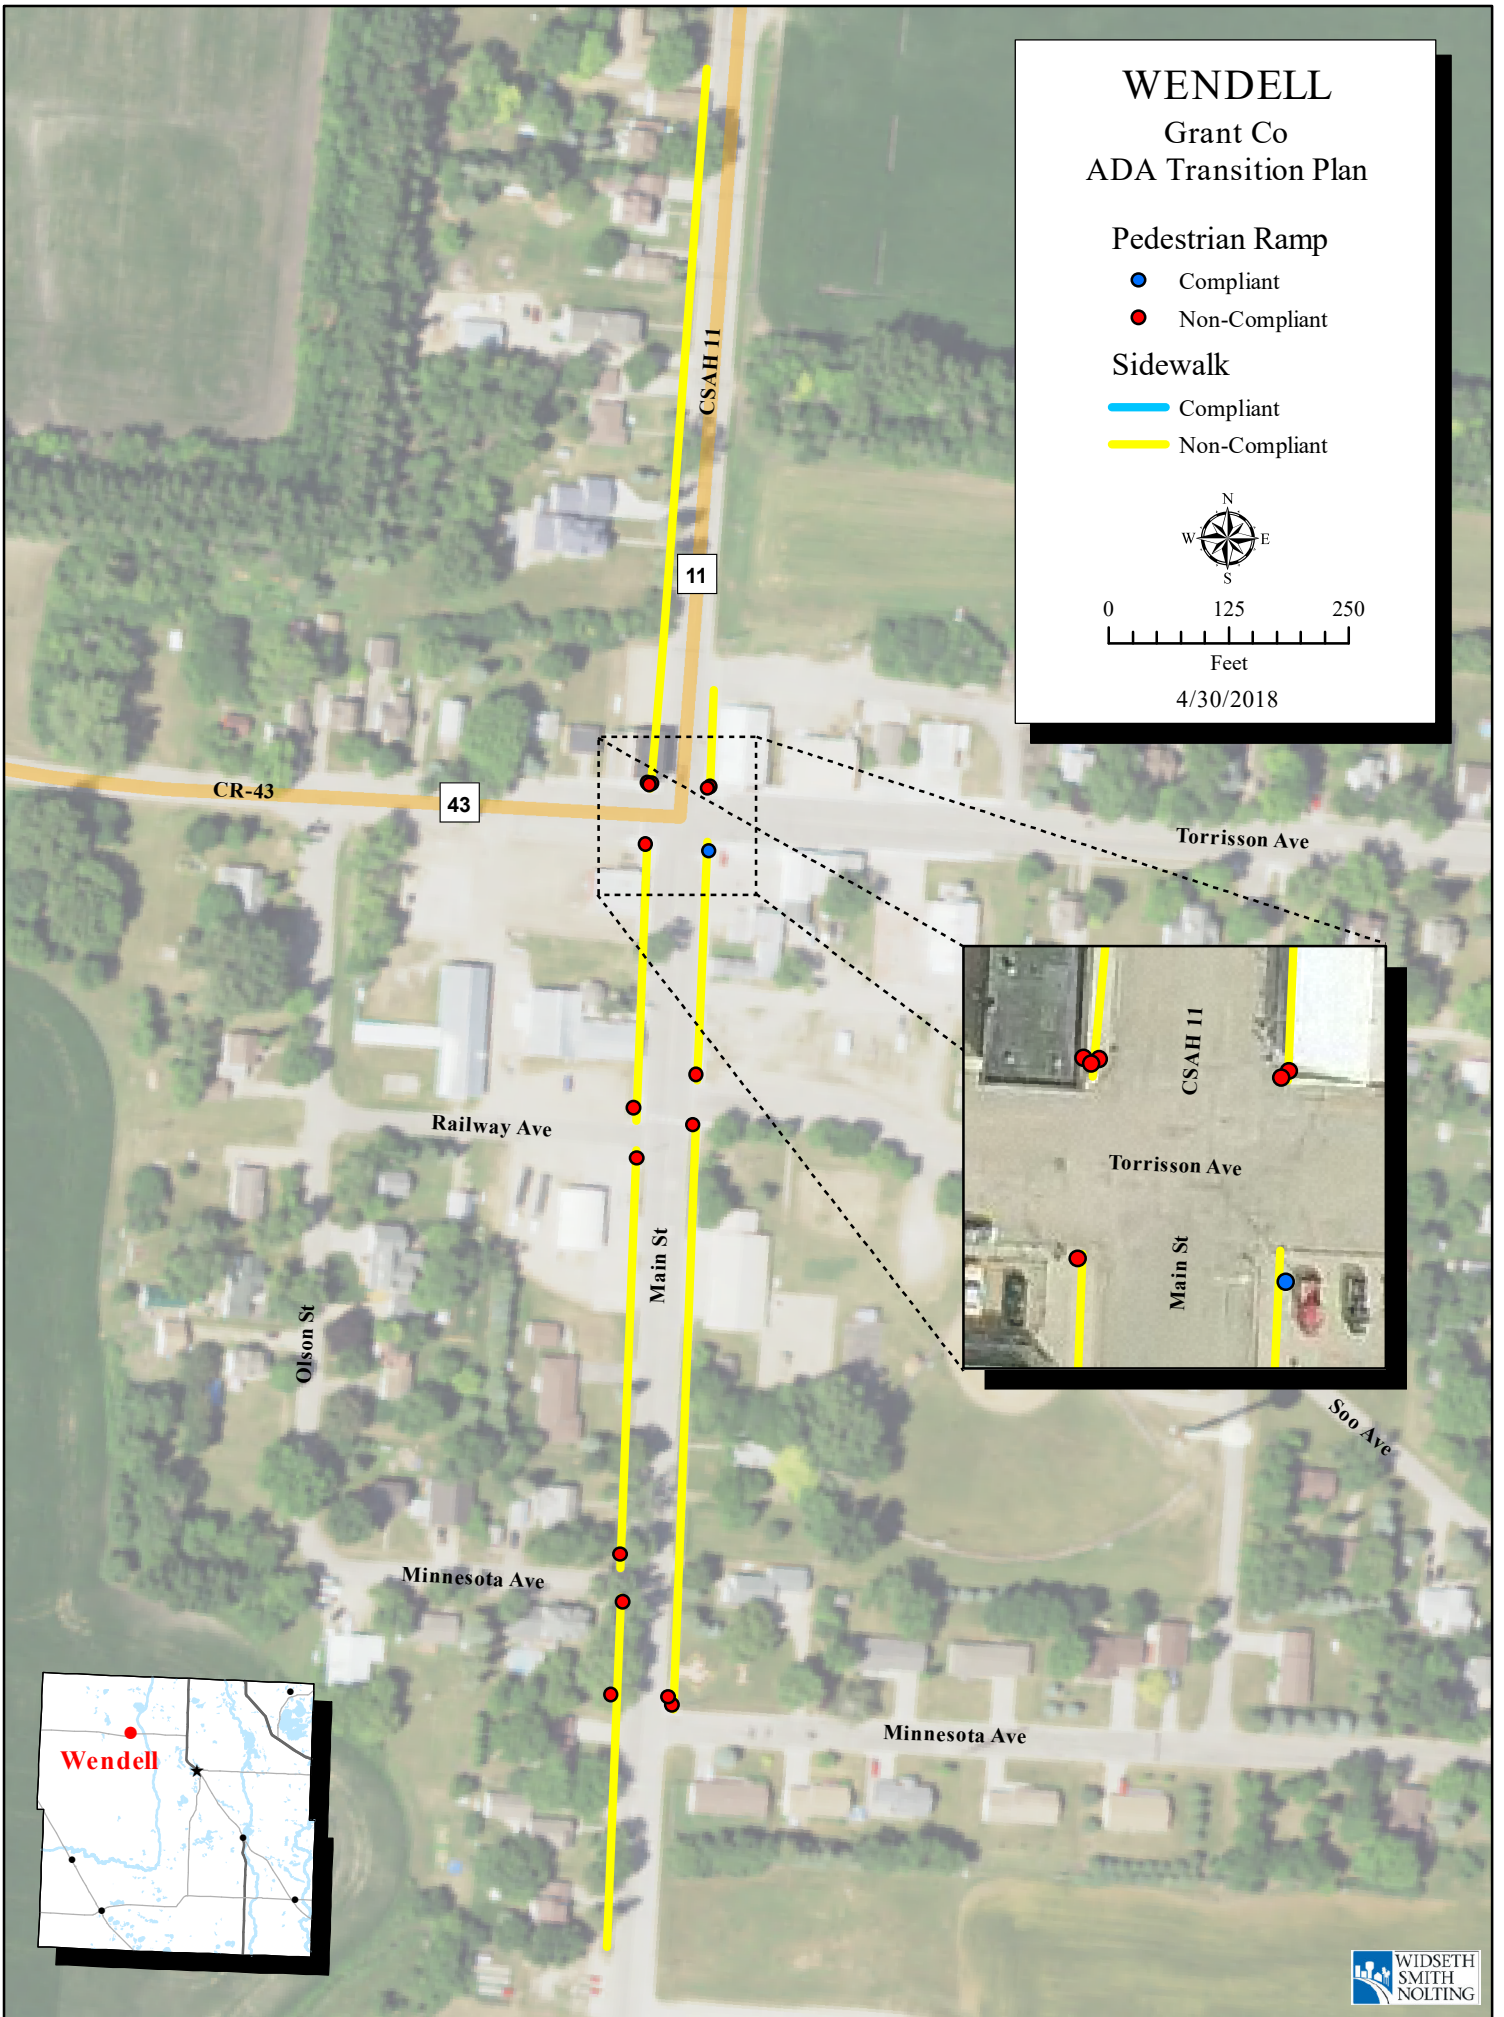 WENDELL
Grant Co
ADA Transition Plan
Pedestrian Ramp
Compliant
Non-Compliant
Sidewalk
Compliant
Non-Compliant
N
W E
S
0 125 250
Feet
4/30/2018
CSAH 11
11
CR-43
43
Torrisson Ave
CSAH 11
Torrisson Ave
Main St
Railway Ave
Main St
Olson St
Soo Ave
Minnesota Ave
Minnesota Ave
Wendell
WIDSETH
SMITH
NOLTING